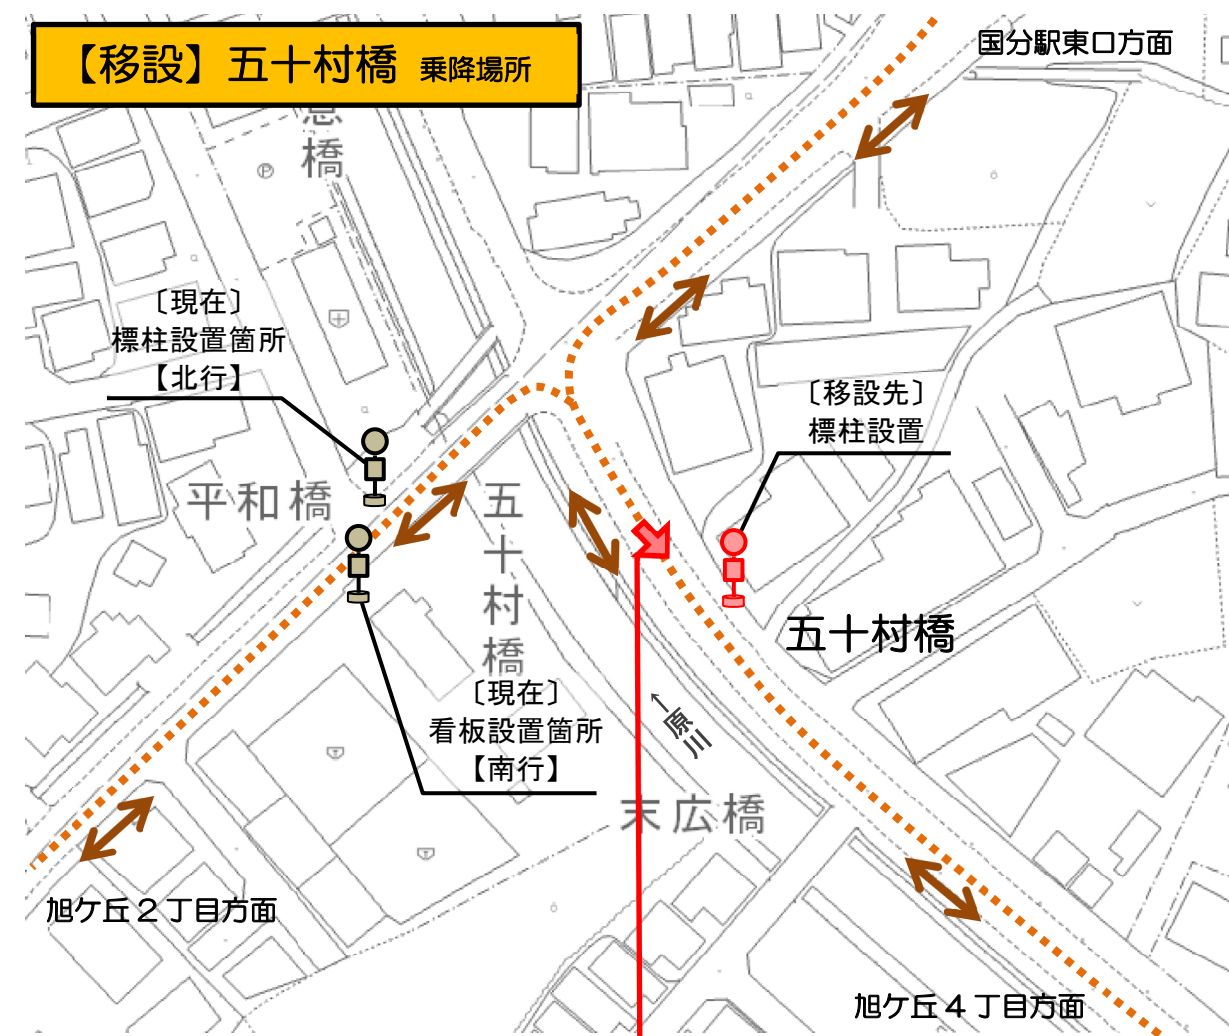 【移設】五十村橋 乗降場所
国分駅東口方面
橋
〔現在〕
標柱設置箇所
【北行】
〔移設先〕
標柱設置
平和橋
五十村橋
五十村橋
〔現在〕
看板設置箇所
【南行】
←原川
末広橋
旭ケ丘2丁目方面
旭ケ丘4丁目方面